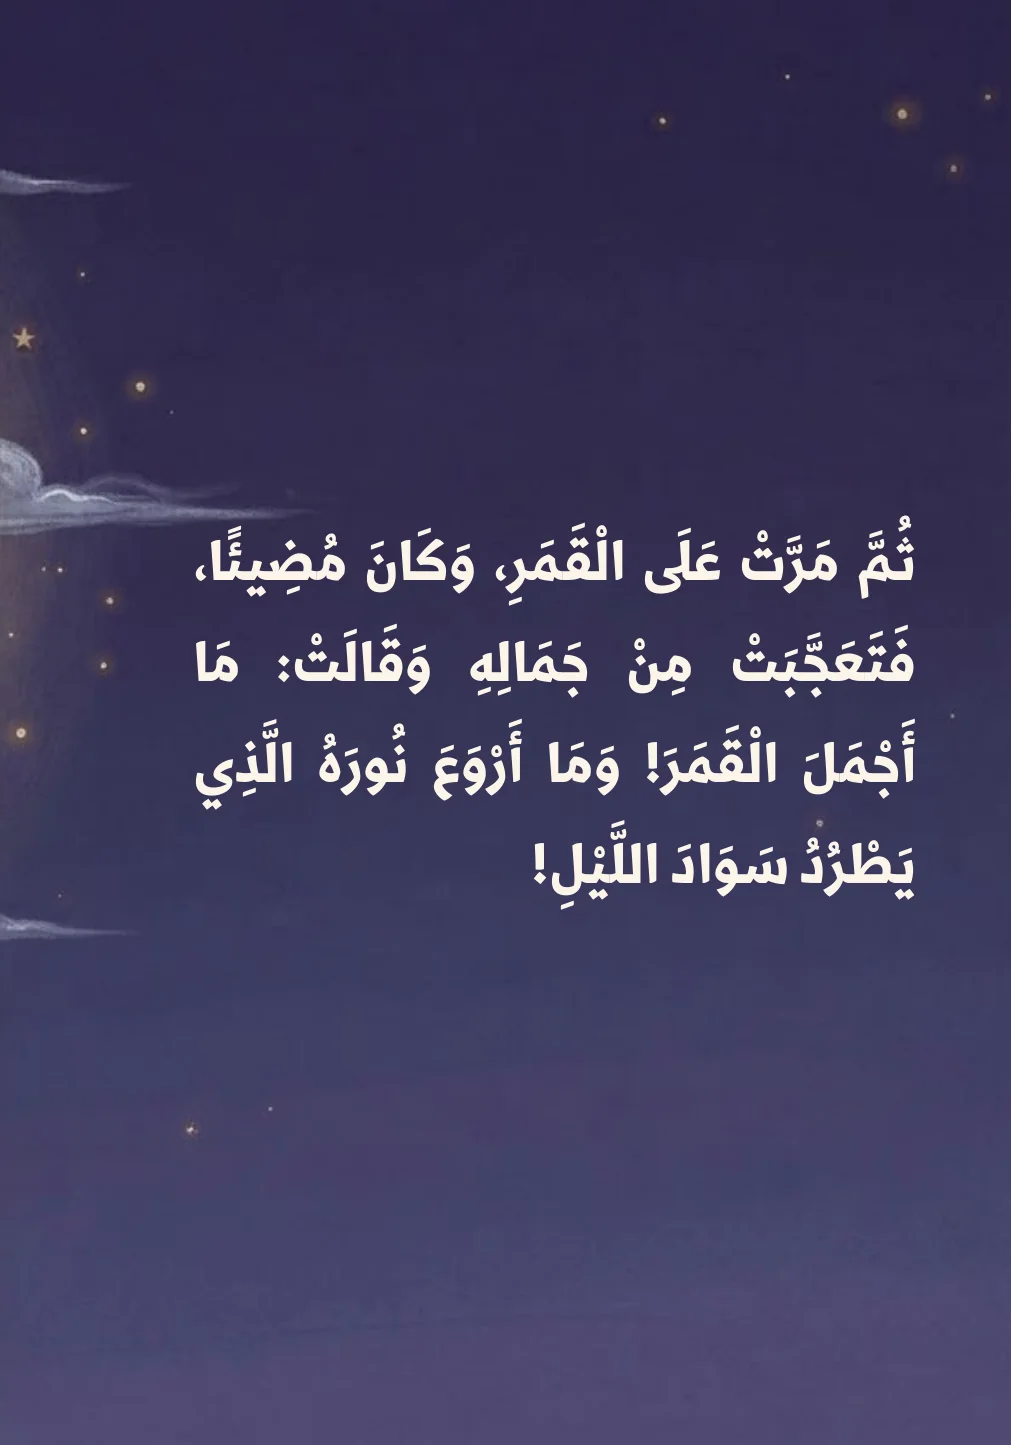 ثُمَّ مَرَّتْ عَلَى الْقَمَرِ، وَكَانَ مُضِيئًا،
فَتَعَجَّبَتْ مِنْ جَمَالِهِ وَقَالَتْ: مَا
أَجْمَلَ الْقَمَرَ! وَمَا أَرْوَعَ نُورَهُ الَّذِي
يَطْرُدُ سَوَادَ اللَّيْلِ!